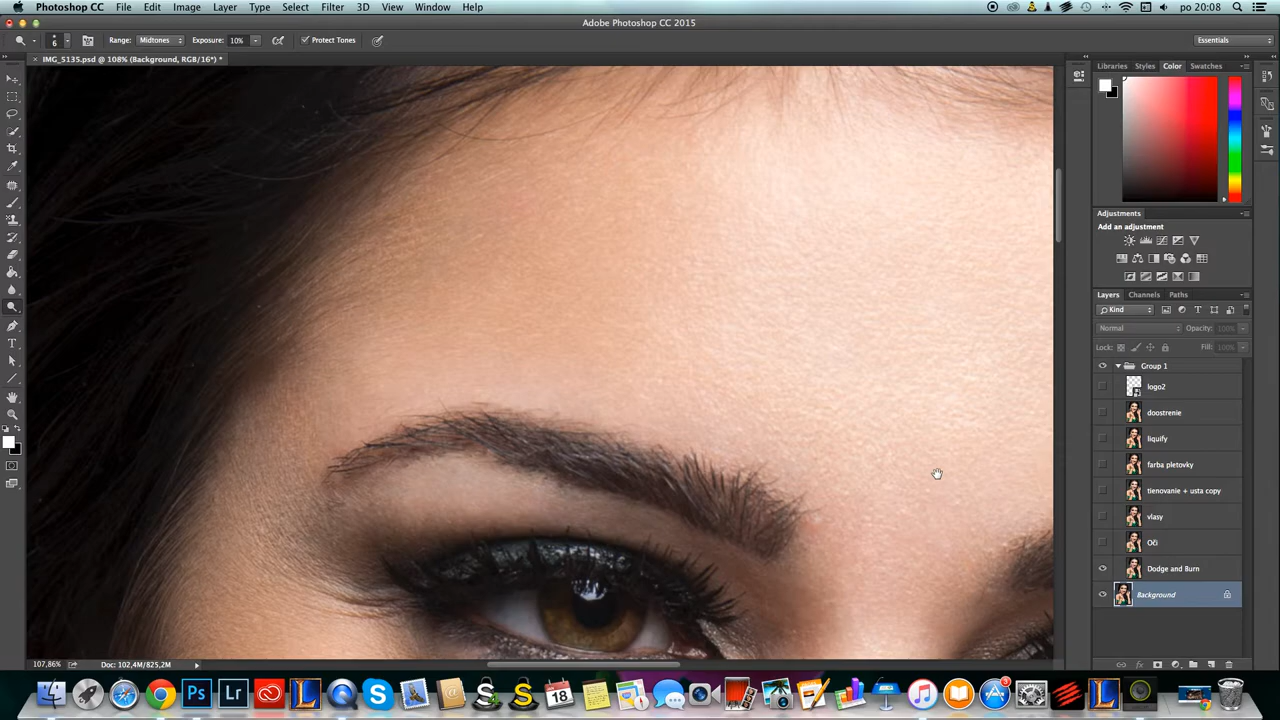 Photoshop CC File Edit Image Layer Type Select Filter 3D View Window Help po 20:08
Adobe Photoshop CC 2015
6 Range: Midtones Exposure: 10% Protect Tones Essentials
IMG_5135.psd @ 108% (Background, RGB/16*) *
Libraries Styles Color Swatches
Adjustments
Add an adjustment
Layers Channels Paths
Kind
Normal Opacity: 100%
Lock: Fill: 100%
Group 1
logo2
doostrenie
liquify
farba pletovky
tienovanie + usta copy
vlasy
Oči
Dodge and Burn
Background
107,86% Doc: 102,4M/825,2M